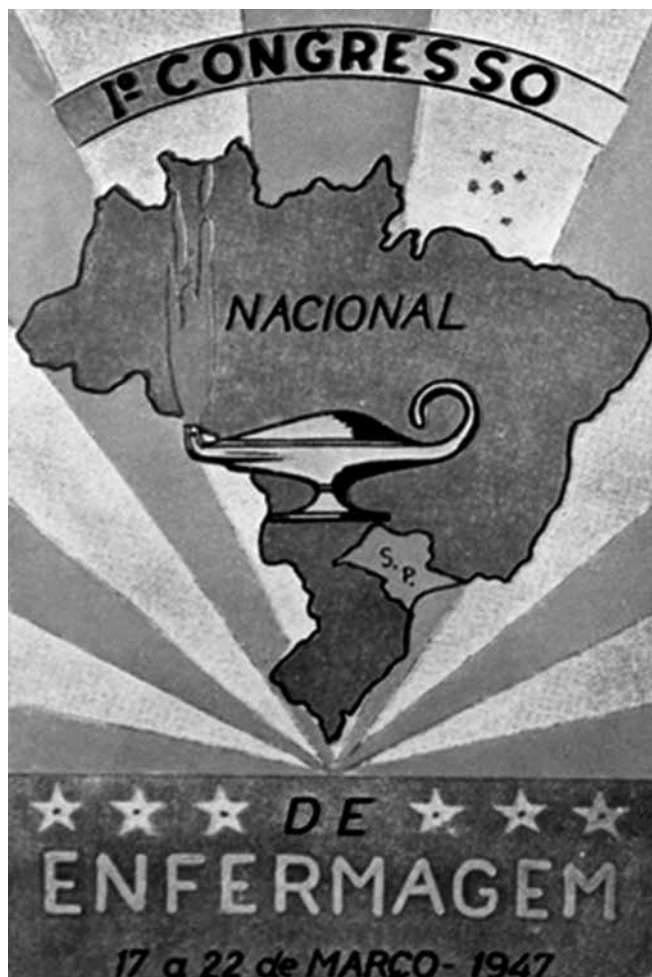 1º CONGRESSO
NACIONAL
S.P.
DE
ENFERMAGEM
17 a 22 de MARÇO - 1947